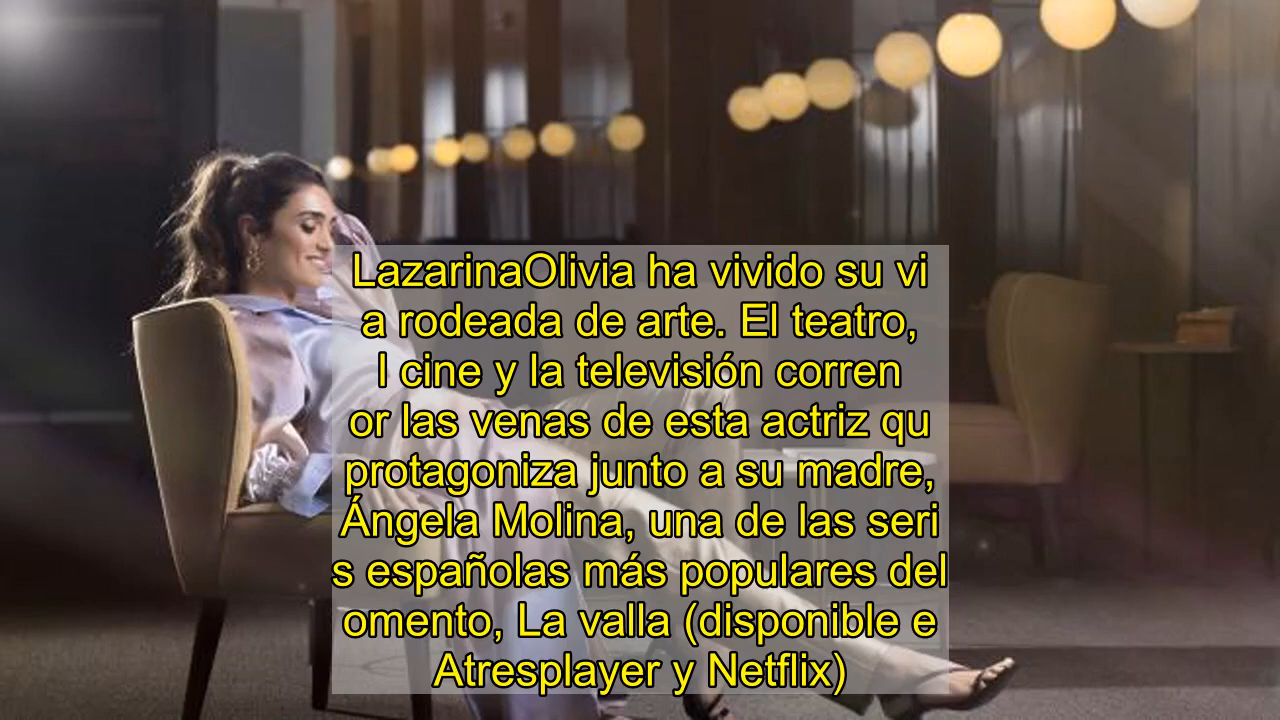 LazarinaOlivia ha vivido su vi
a rodeada de arte. El teatro,
l cine y la televisión corren
or las venas de esta actriz qu
protagoniza junto a su madre,
Ángela Molina, una de las seri
s españolas más populares del
omento, La valla (disponible e
Atresplayer y Netflix)